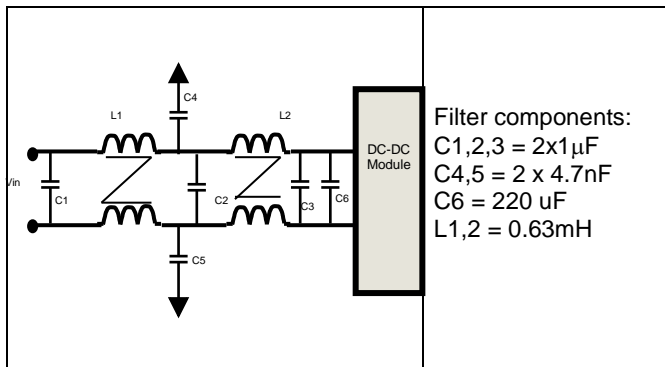 L1
C4
L2
Vin
C1
C2
C3
C6
C5
DC-DC
Module
Filter components:
C1,2,3 = 2x1μF
C4,5 = 2 x 4.7nF
C6 = 220 uF
L1,2 = 0.63mH